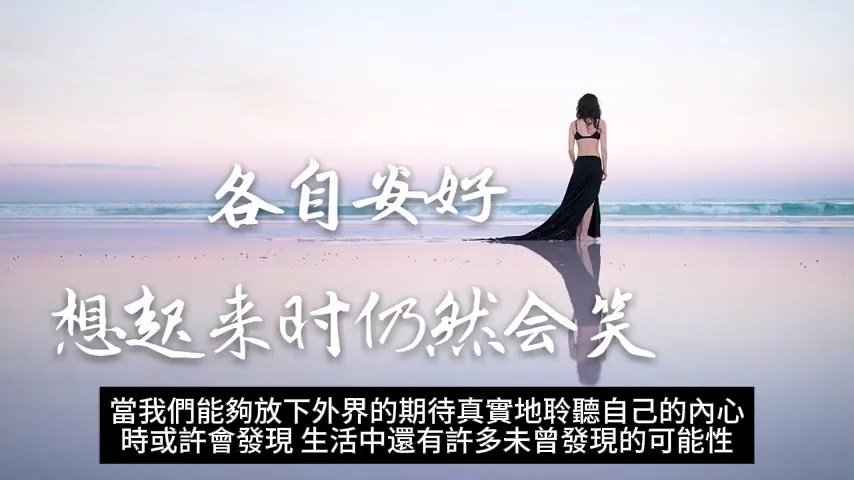 各自安好
想起来时仍然会笑
當我們能夠放下外界的期待真實地聆聽自己的內心
時或許會發現 生活中還有許多未曾發現的可能性